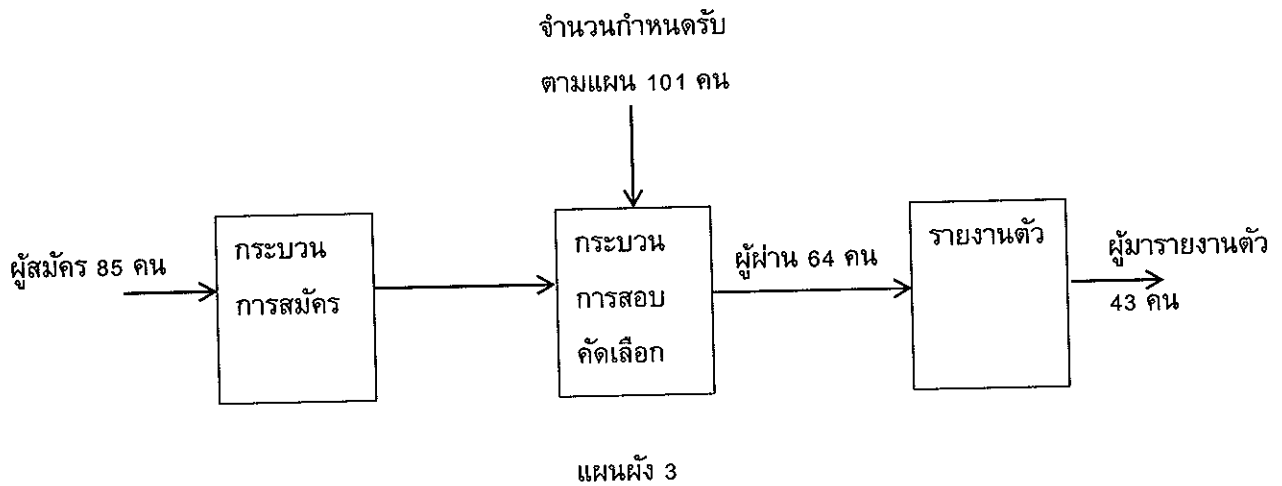 จำนวนกำหนดรับ
ตามแผน 101 คน
ผู้สมัคร 85 คน
กระบวน
การสมัคร
กระบวน
การสอบ
คัดเลือก
ผู้ผ่าน 64 คน
รายงานตัว
ผู้มารายงานตัว
43 คน
แผนผัง 3